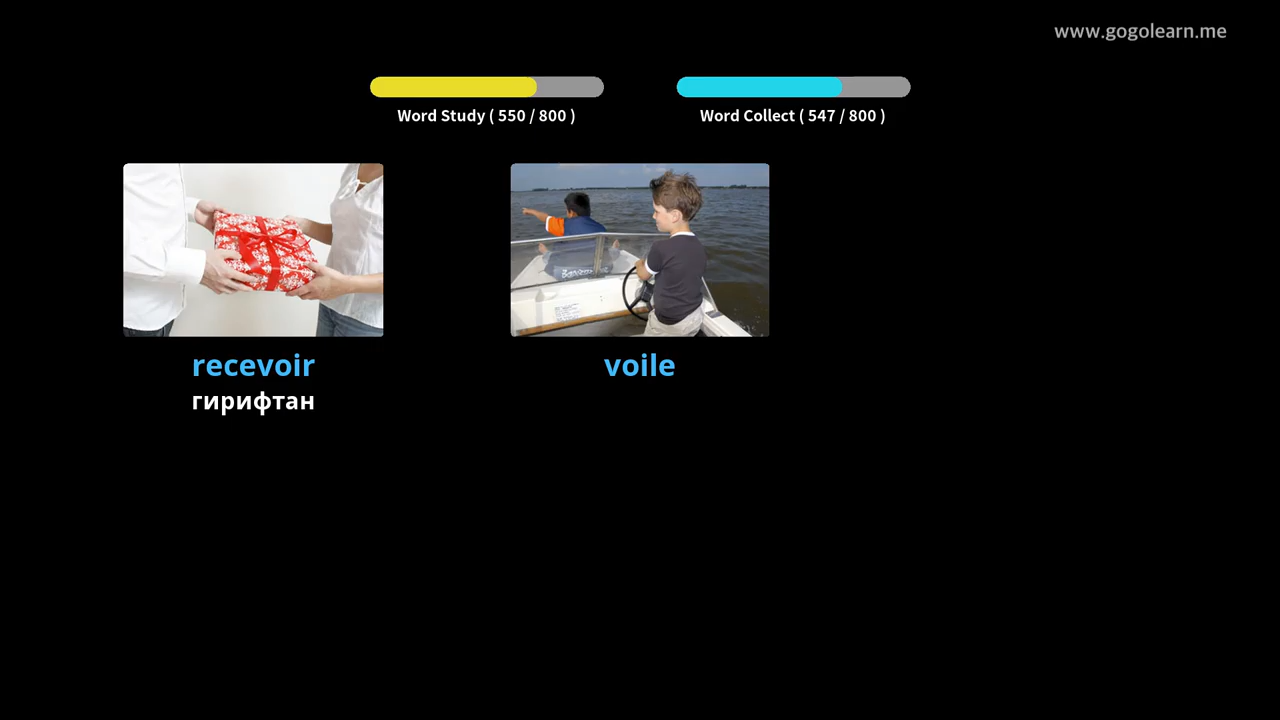 www.gogolearn.me
Word Study ( 550 / 800 )
Word Collect ( 547 / 800 )
recevoir
гирифтан
voile